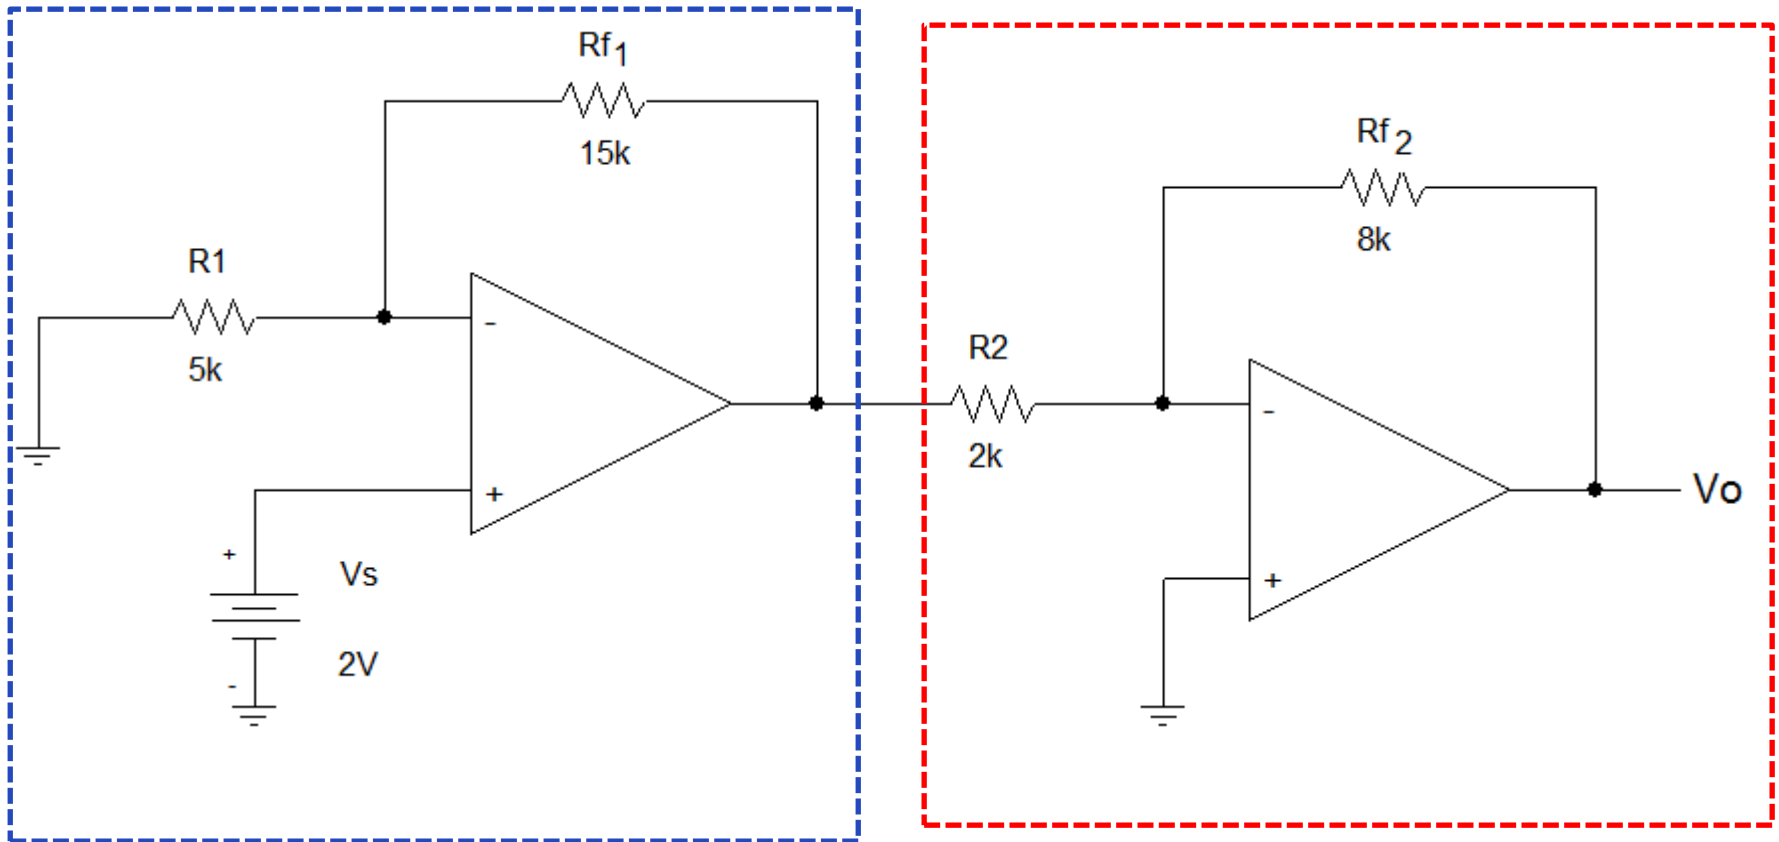 Rf1
15k
R1
5k
-
+
+
Vs
2V
-
R2
2k
Rf2
8k
-
+
Vo